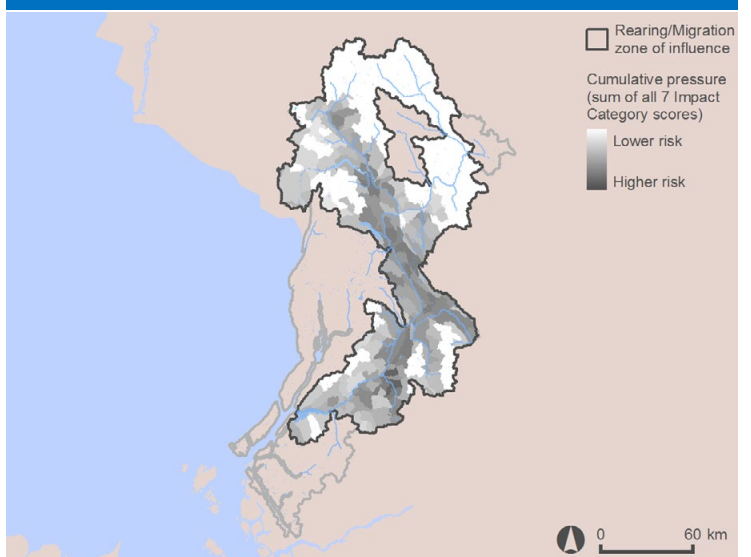 Rearing/Migration
zone of influence
Cumulative pressure
(sum of all 7 Impact
Category scores)
Lower risk
Higher risk
0 60 km